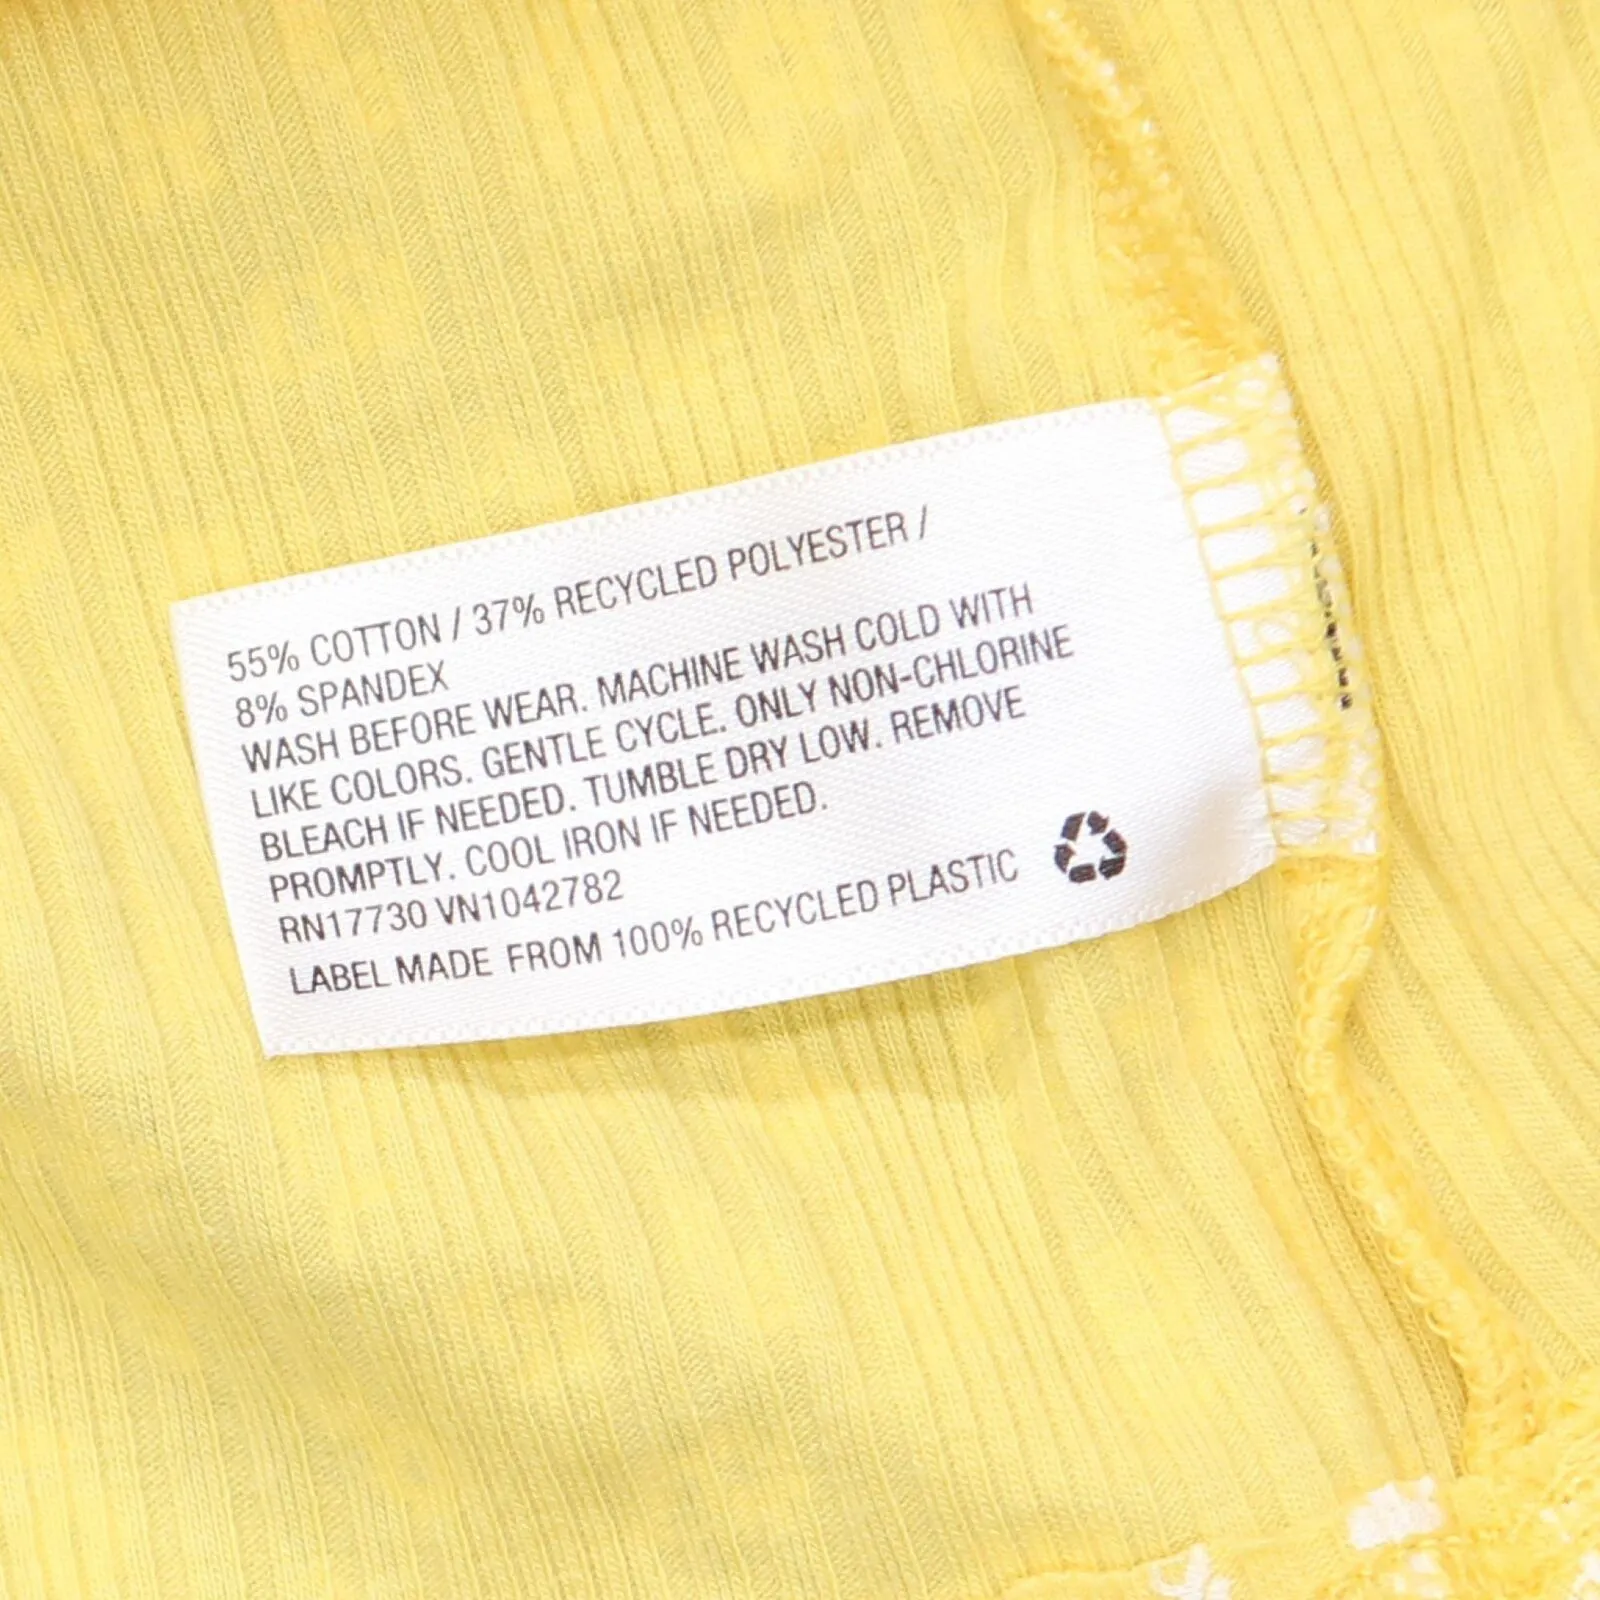 55% COTTON / 37% RECYCLED POLYESTER /
8% SPANDEX
WASH BEFORE WEAR. MACHINE WASH COLD WITH
LIKE COLORS. GENTLE CYCLE. ONLY NON-CHLORINE
BLEACH IF NEEDED. TUMBLE DRY LOW. REMOVE
PROMPTLY. COOL IRON IF NEEDED.
RN17730 VN1042782
LABEL MADE FROM 100% RECYCLED PLASTIC